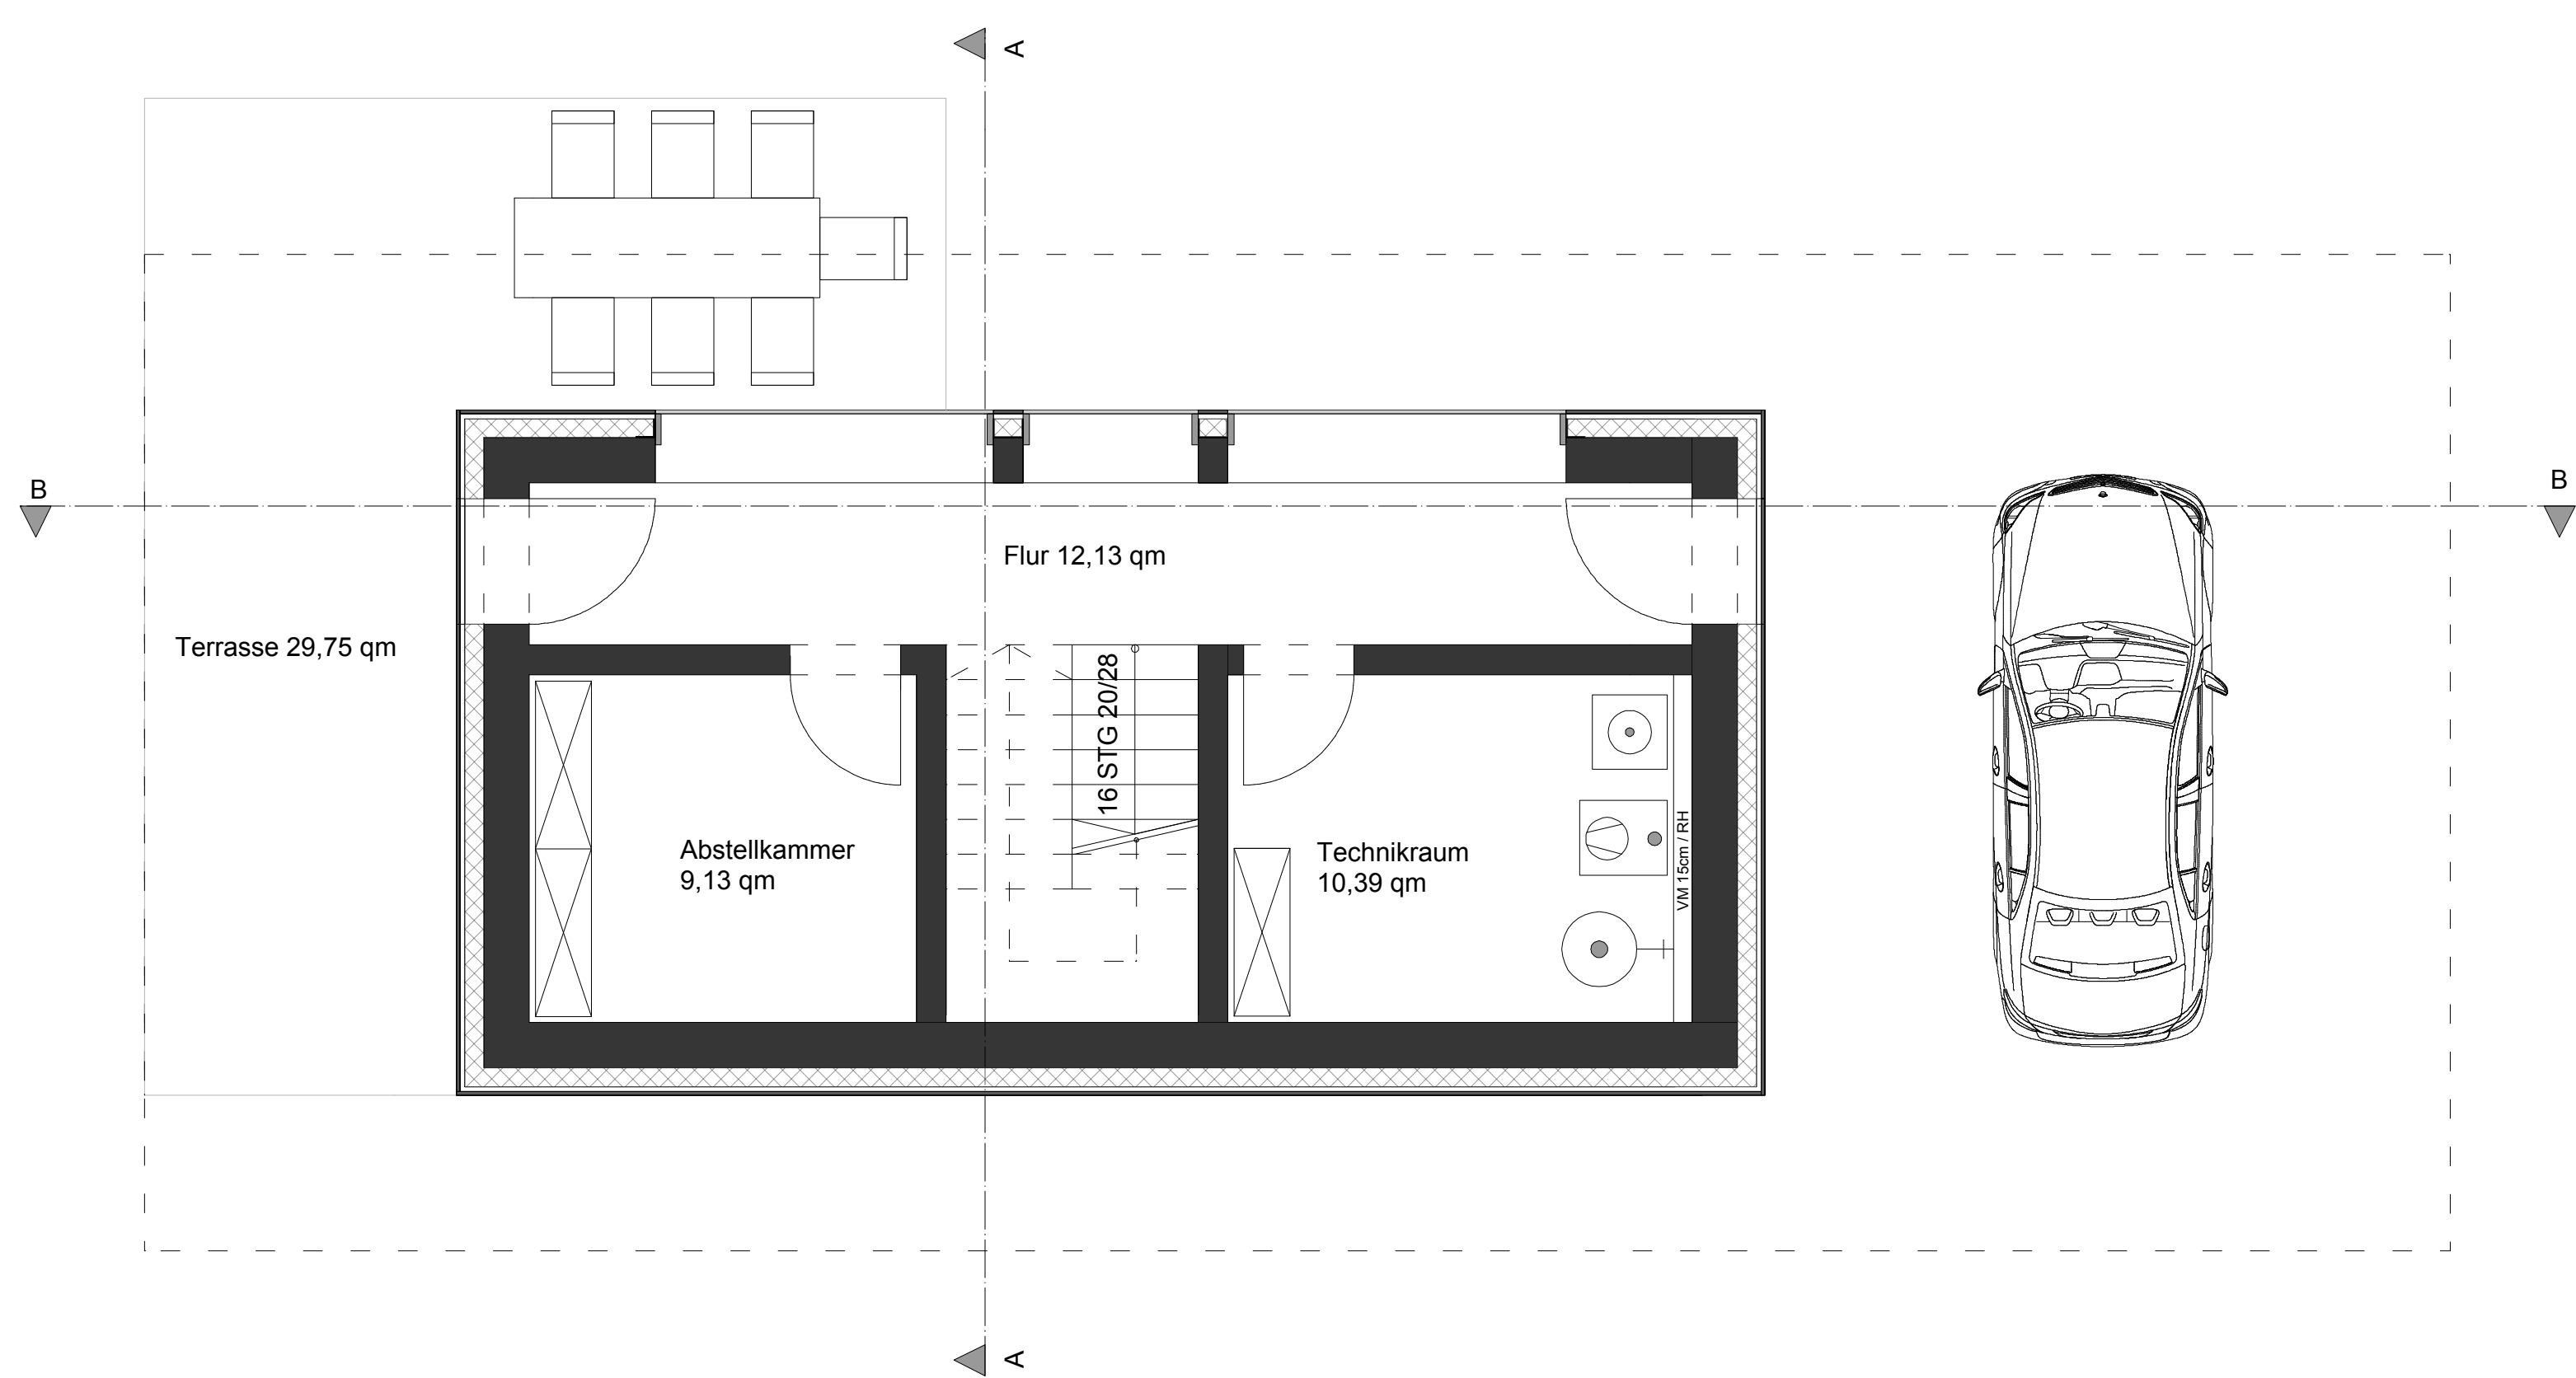 A
B
B
Flur 12,13 qm
Terrasse 29,75 qm
16 STG 20/28
Abstellkammer
9,13 qm
Technikraum
10,39 qm
VM 15cm / RH
A